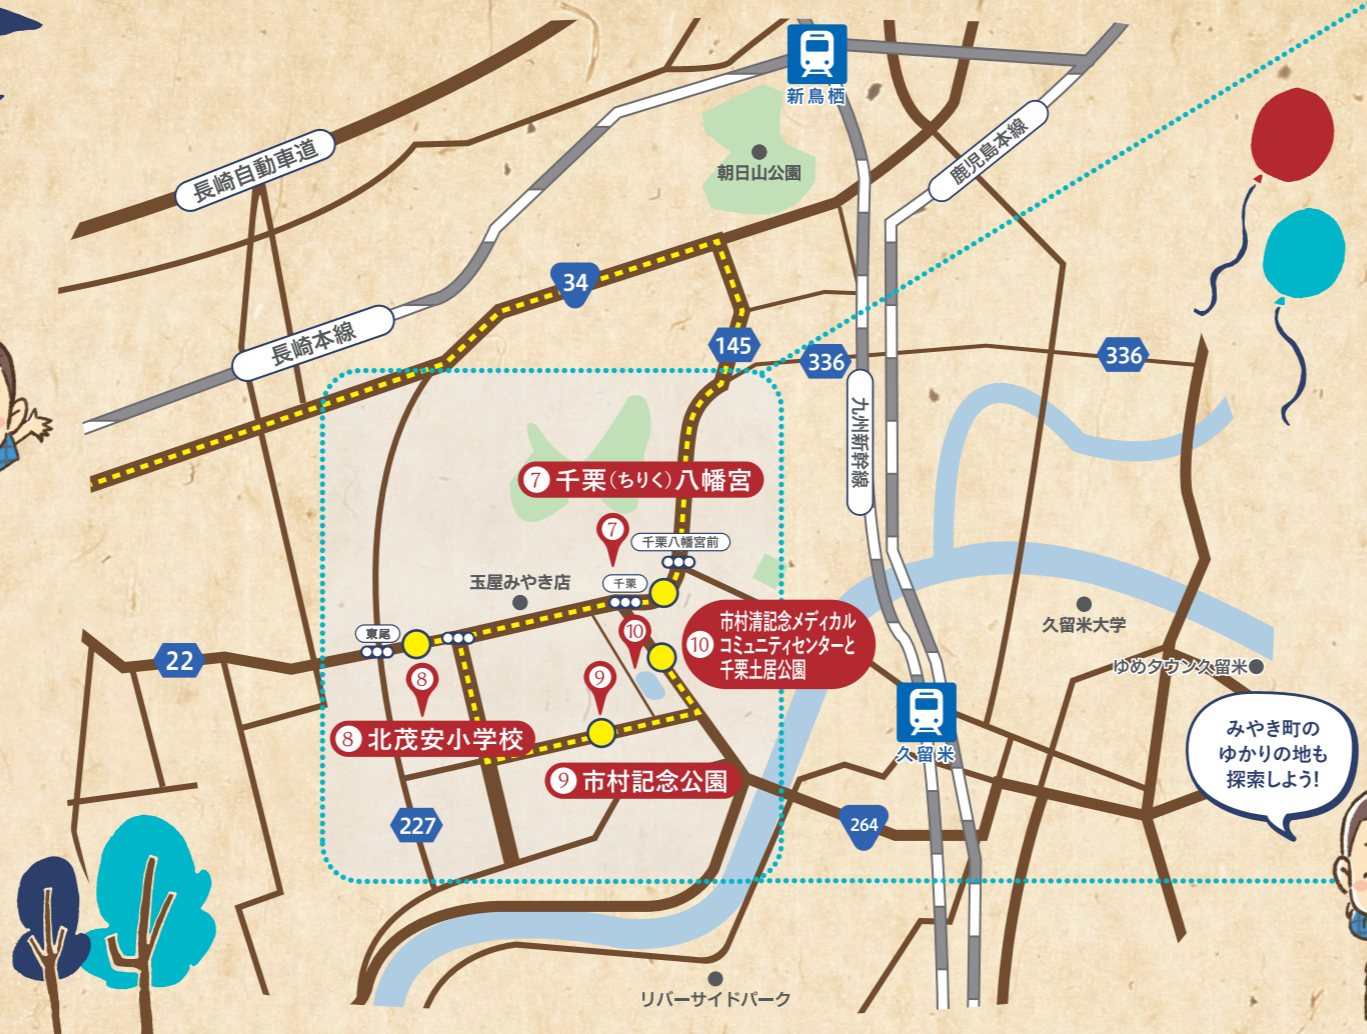 新鳥栖
長崎自動車道
朝日山公園
鹿児島本線
34
長崎本線
145
336
336
九州新幹線
7 千栗(ちりく)八幡宮
7
千栗八幡宮前
玉屋みやき店
千栗
10
市村清記念メディカル
10 コミュニティセンターと
千栗土居公園
久留米大学
東尾
22
ゆめタウン久留米
8
9
8 北茂安小学校
久留米
みやき町の
ゆかりの地も
探索しよう!
9 市村記念公園
227
264
リバーサイドパーク